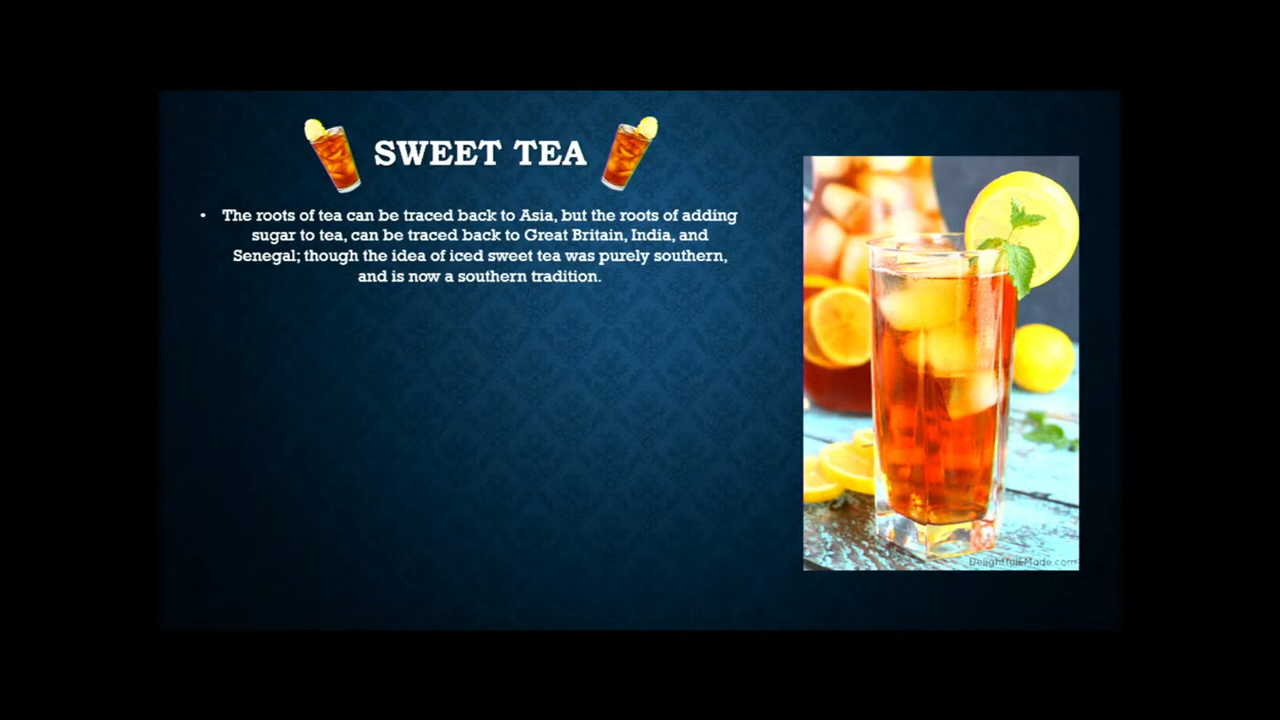 SWEET TEA
• The roots of tea can be traced back to Asia, but the roots of adding
sugar to tea, can be traced back to Great Britain, India, and
Senegal; though the idea of iced sweet tea was purely southern,
and is now a southern tradition.
DelightfulEMade.com